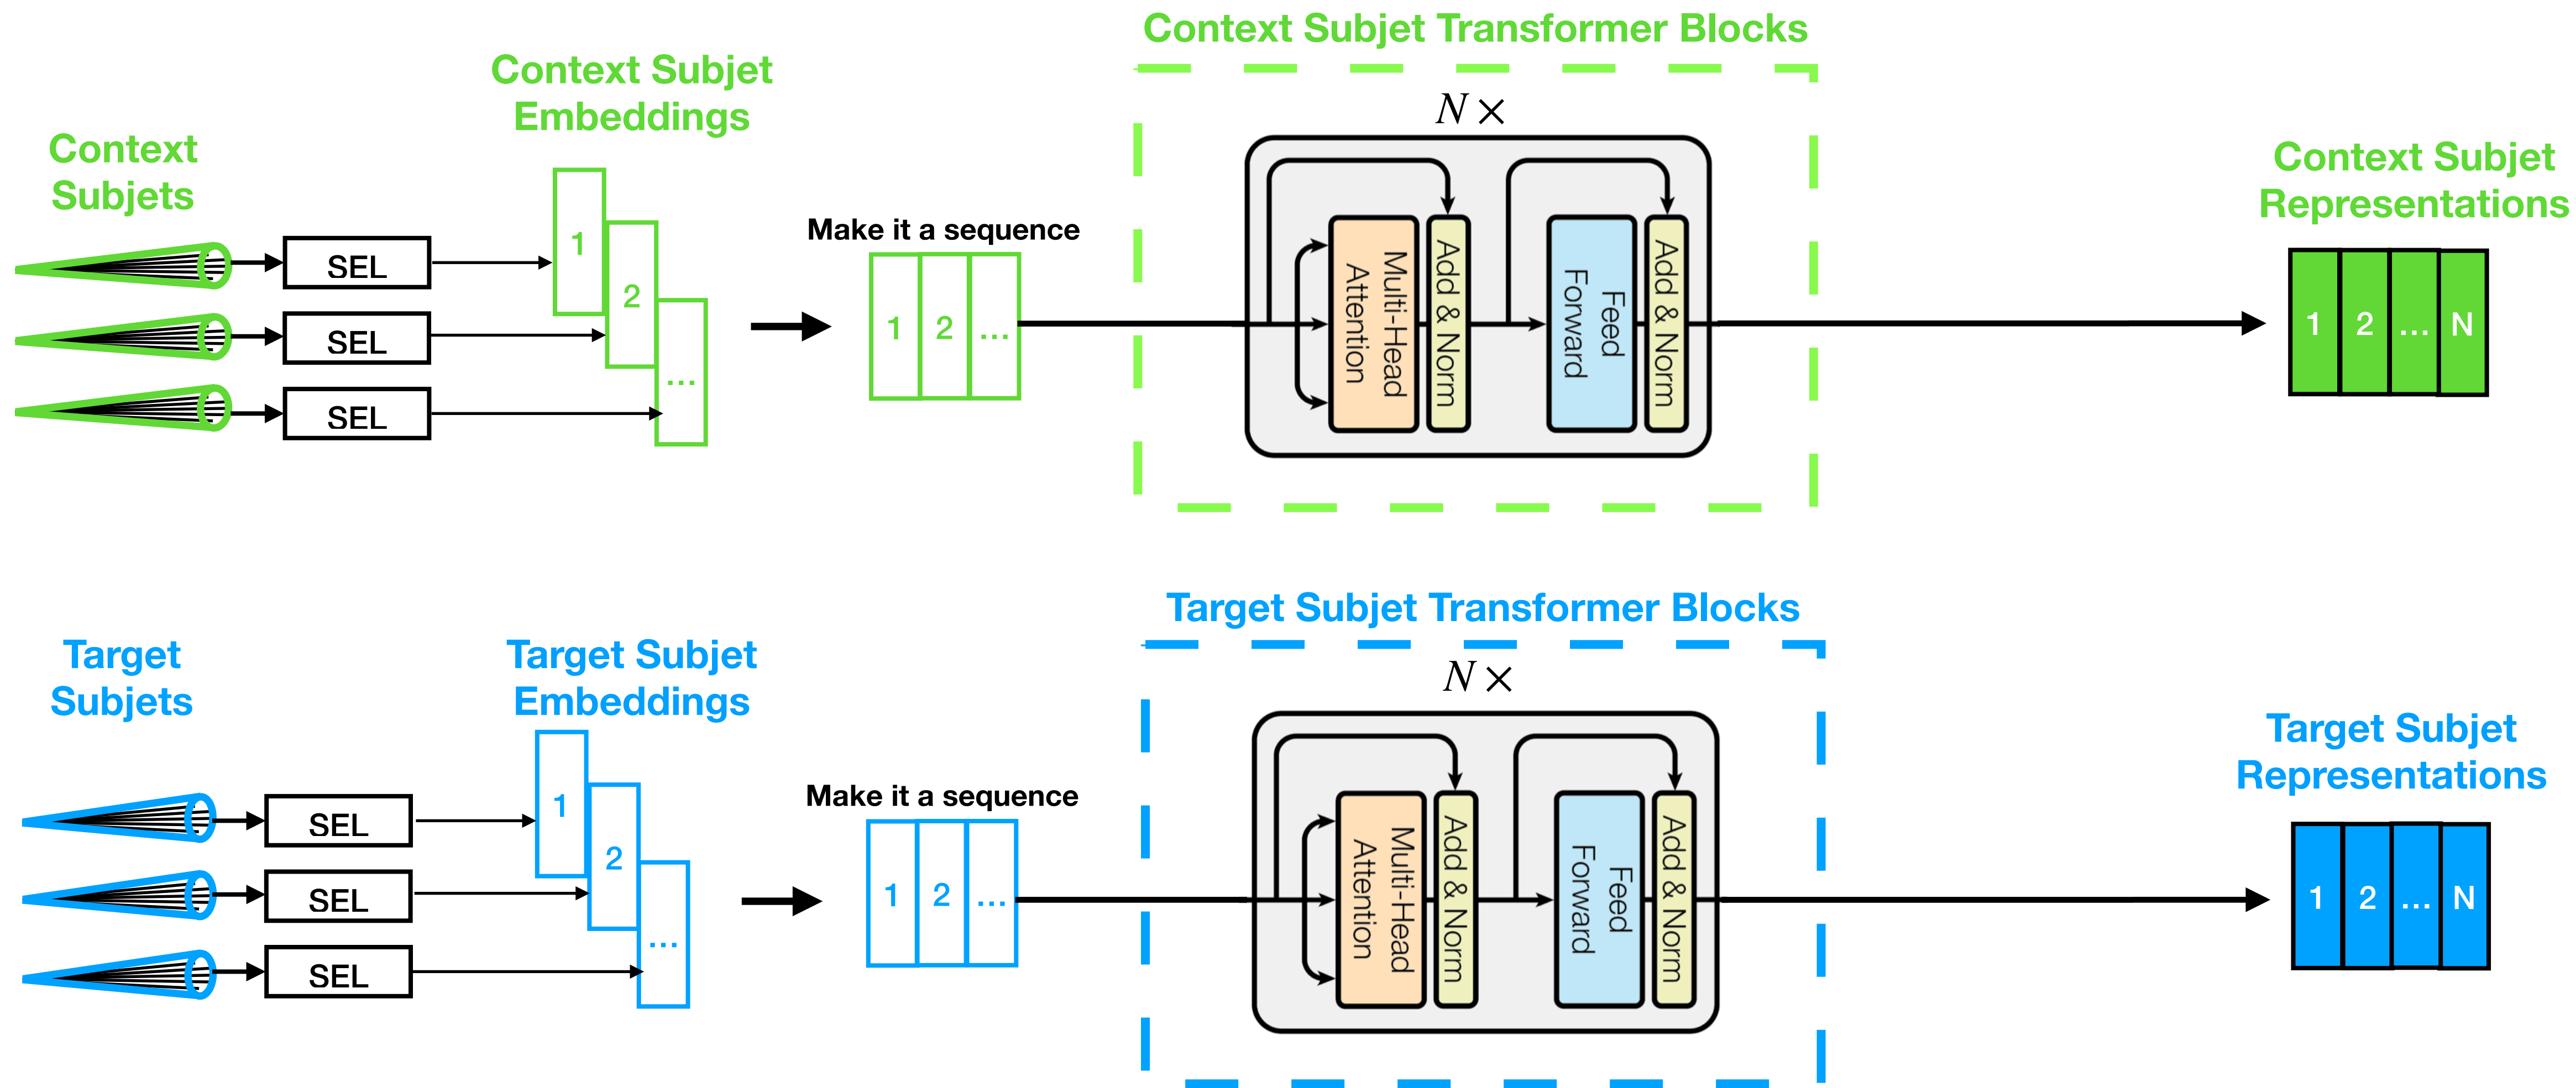 Context Subjet Transformer Blocks
Context Subjet
Embeddings
N ×
Context
Subjets
Context Subjet
Representations
Make it a sequence
SEL
SEL
SEL
1
2
...
1 2 ...
Multi-Head
Attention
Add & Norm
Feed
Forward
Add & Norm
1 2 ... N
Target Subjet Transformer Blocks
Target
Subjets
Target Subjet
Embeddings
N ×
Target Subjet
Representations
Make it a sequence
SEL
SEL
SEL
1
2
...
1 2 ...
Multi-Head
Attention
Add & Norm
Feed
Forward
Add & Norm
1 2 ... N